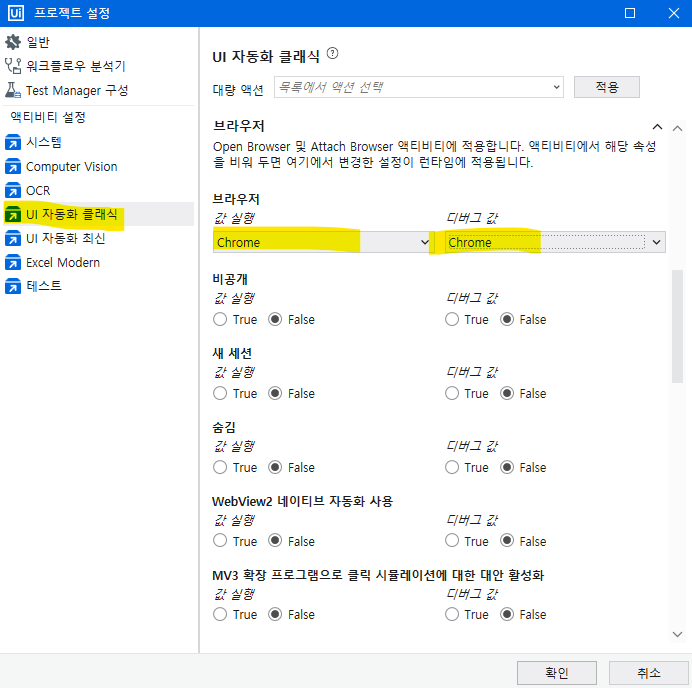 Ui 프로젝트 설정
일반
워크플로우 분석기
Test Manager 구성
액티비티 설정
시스템
Computer Vision
OCR
UI 자동화 클래식
UI 자동화 최신
Excel Modern
테스트
UI 자동화 클래식 ?
대량 액션 목록에서 액션 선택 적용
브라우저
Open Browser 및 Attach Browser 액티비티에 적용합니다. 액티비티에서 해당 속성
을 비워 두면 여기에서 변경한 설정이 런타임에 적용됩니다.
브라우저
값 실행 디버그 값
Chrome Chrome
비공개
값 실행 디버그 값
True False True False
새 세션
값 실행 디버그 값
True False True False
숨김
값 실행 디버그 값
True False True False
WebView2 네이티브 자동화 사용
값 실행 디버그 값
True False True False
MV3 확장 프로그램으로 클릭 시뮬레이션에 대한 대안 활성화
값 실행 디버그 값
True False True False
확인 취소